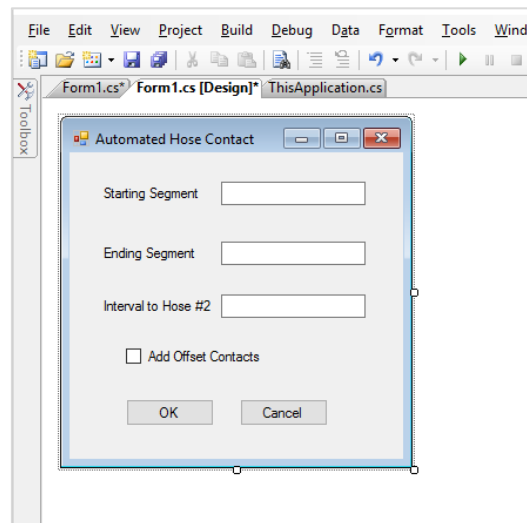 File Edit View Project Build Debug Data Format Tools Wind
Form1.cs* Form1.cs [Design]* ThisApplication.cs
Toolbox
Automated Hose Contact
Starting Segment
Ending Segment
Interval to Hose #2
Add Offset Contacts
OK Cancel